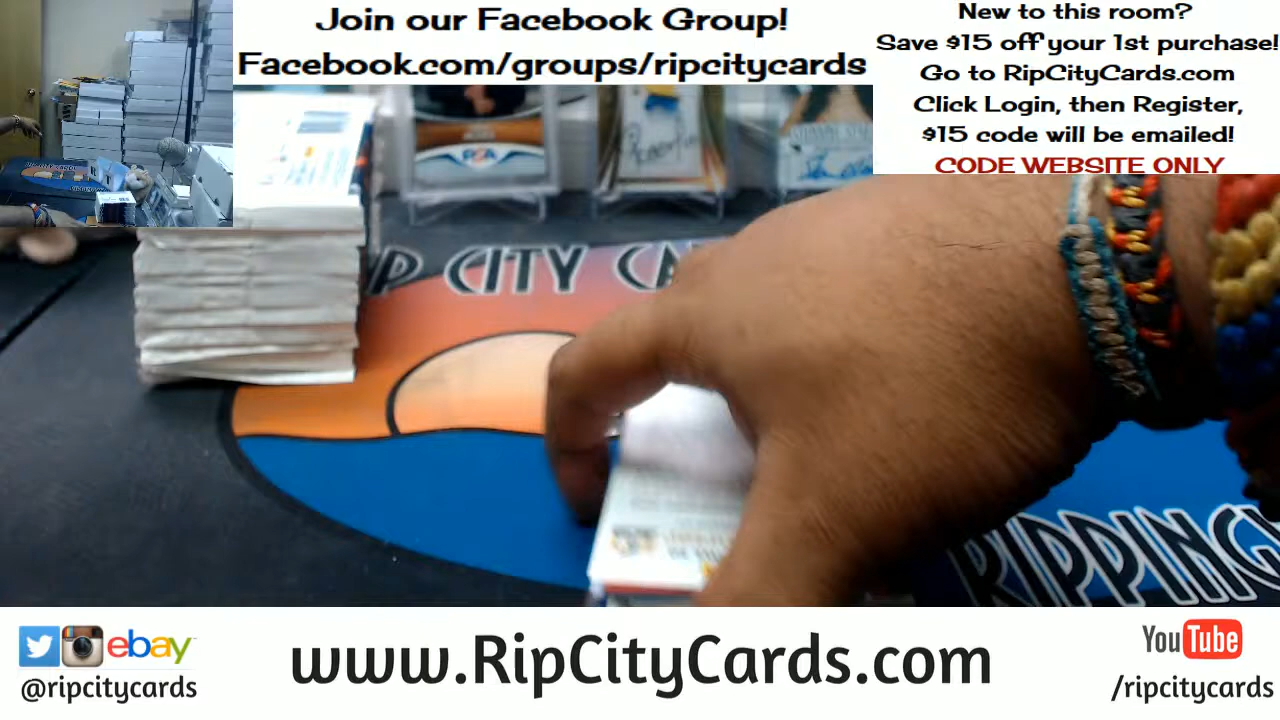 Join our Facebook Group!
Facebook.com/groups/ripcitycards
New to this room?
Save $15 off your 1st purchase!
Go to RipCityCards.com
Click Login, then Register,
$15 code will be emailed!
CODE WEBSITE ONLY
CITY
RIPPING
ebay
@ripcitycards
www.RipCityCards.com
YouTube
/ripcitycards